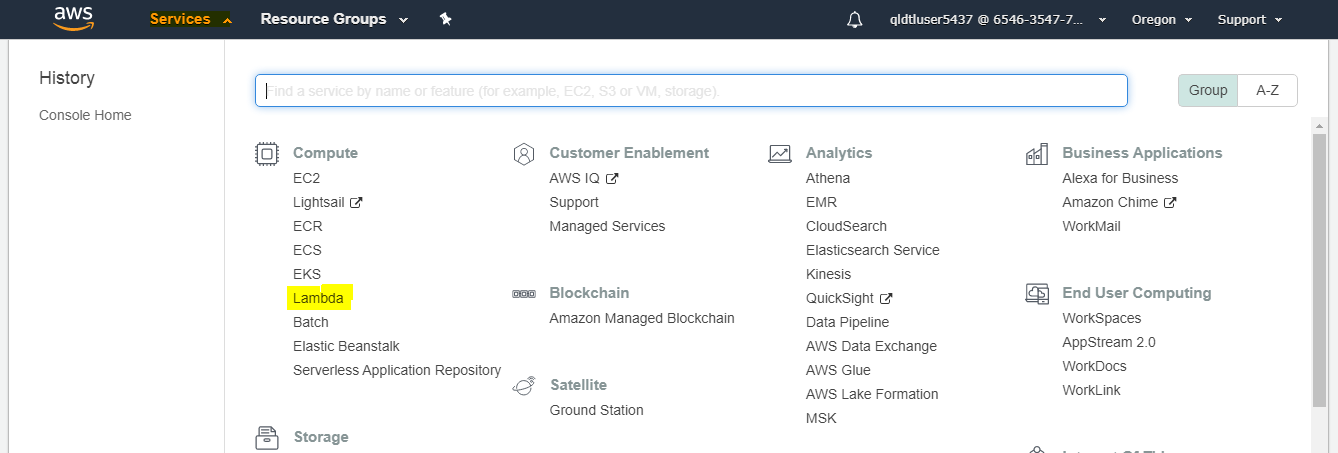 aws
Services
Resource Groups
qldtluser5437 @ 6546-3547-7...
Oregon
Support
History
Console Home
Find a service by name or feature (for example, EC2, S3 or VM, storage).
Group
A-Z
Compute
EC2
Lightsail
ECR
ECS
EKS
Lambda
Batch
Elastic Beanstalk
Serverless Application Repository
Storage
Customer Enablement
AWS IQ
Support
Managed Services
Blockchain
Amazon Managed Blockchain
Satellite
Ground Station
Analytics
Athena
EMR
CloudSearch
Elasticsearch Service
Kinesis
QuickSight
Data Pipeline
AWS Data Exchange
AWS Glue
AWS Lake Formation
MSK
Business Applications
Alexa for Business
Amazon Chime
WorkMail
End User Computing
WorkSpaces
AppStream 2.0
WorkDocs
WorkLink